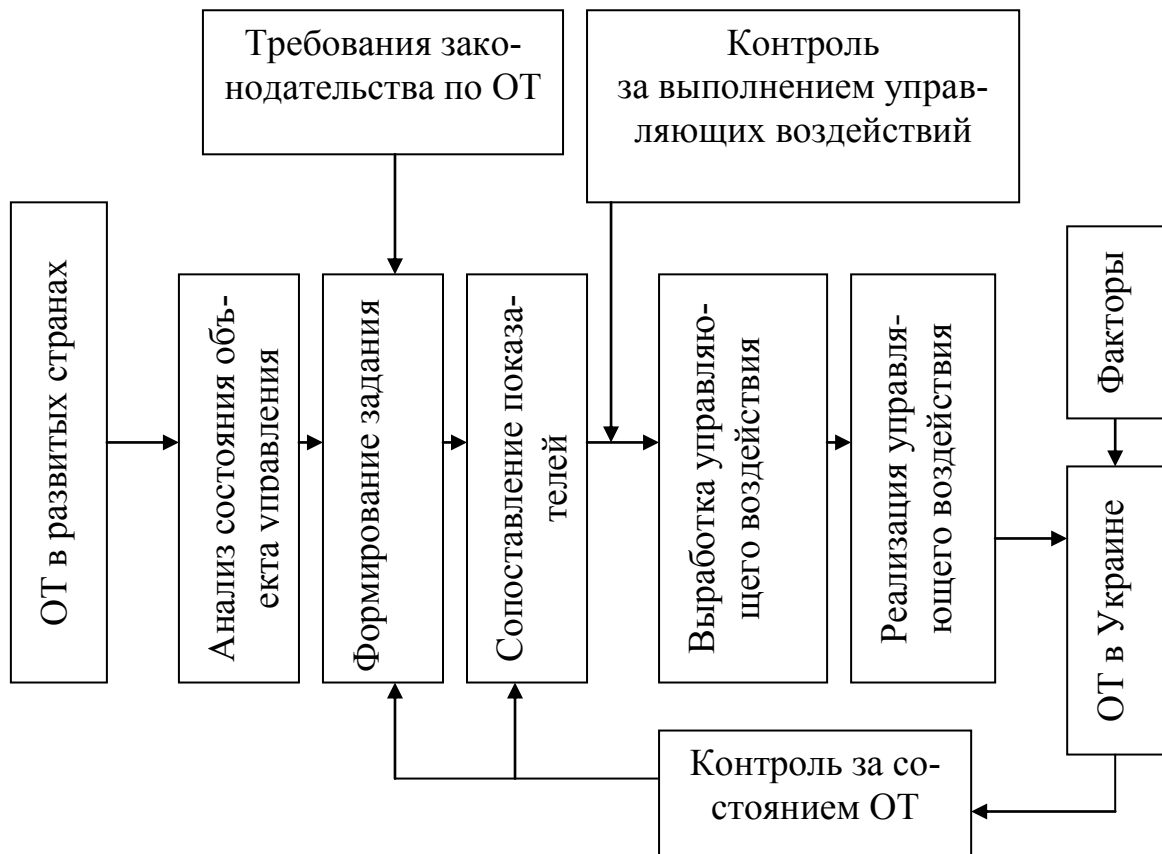 Требования зако-
нодательства по ОТ
Контроль
за выполнением управ-
ляющих воздействий
ОТ в развитых странах
Анализ состояния объ-
екта управления
Формирование задания
Сопоставление показа-
телей
Выработка управляю-
щего воздействия
Реализация управля-
ющего воздействия
Факторы
ОТ в Украине
Контроль за со-
стоянием ОТ